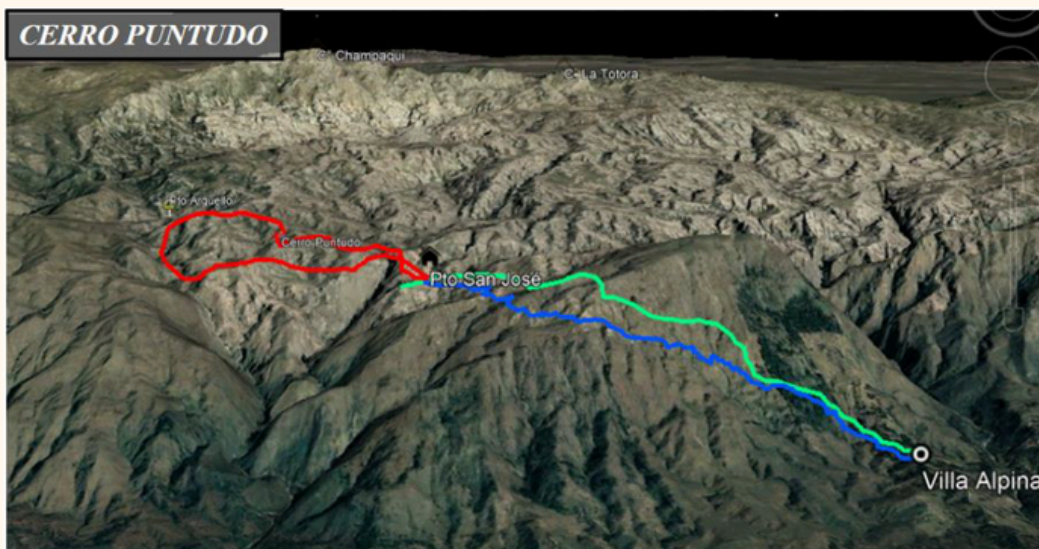 CERRO PUNTUDO
C° Champaqui
C° La Totora
Pto Arguello
Cerro Puntudo
Pto San José
Villa Alpina